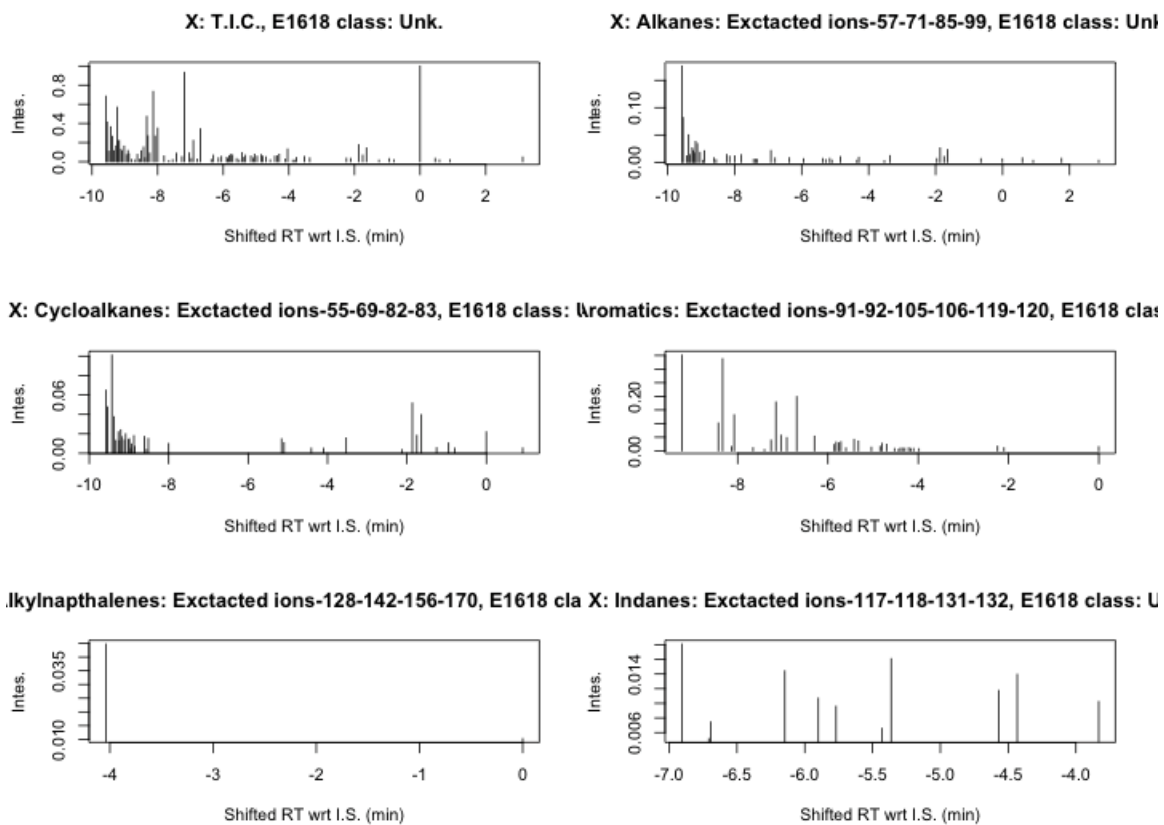 X: T.I.C., E1618 class: Unk.
Intes.
0.0 0.4 0.8
-10 -8 -6 -4 -2 0 2
Shifted RT wrt I.S. (min)
X: Alkanes: Exctacted ions-57-71-85-99, E1618 class: Unk
Intes.
0.00 0.10
-10 -8 -6 -4 -2 0 2
Shifted RT wrt I.S. (min)
X: Cycloalkanes: Exctacted ions-55-69-82-83, E1618 class: U
Intes.
0.00 0.06
-10 -8 -6 -4 -2 0
Shifted RT wrt I.S. (min)
Aromatics: Exctacted ions-91-92-105-106-119-120, E1618 clas
Intes.
0.00 0.20
-8 -6 -4 -2 0
Shifted RT wrt I.S. (min)
lkylnapthalenes: Exctacted ions-128-142-156-170, E1618 cla
Intes.
0.010 0.035
-4 -3 -2 -1 0
Shifted RT wrt I.S. (min)
X: Indanes: Exctacted ions-117-118-131-132, E1618 class: U
Intes.
0.006 0.014
-7.0 -6.5 -6.0 -5.5 -5.0 -4.5 -4.0
Shifted RT wrt I.S. (min)